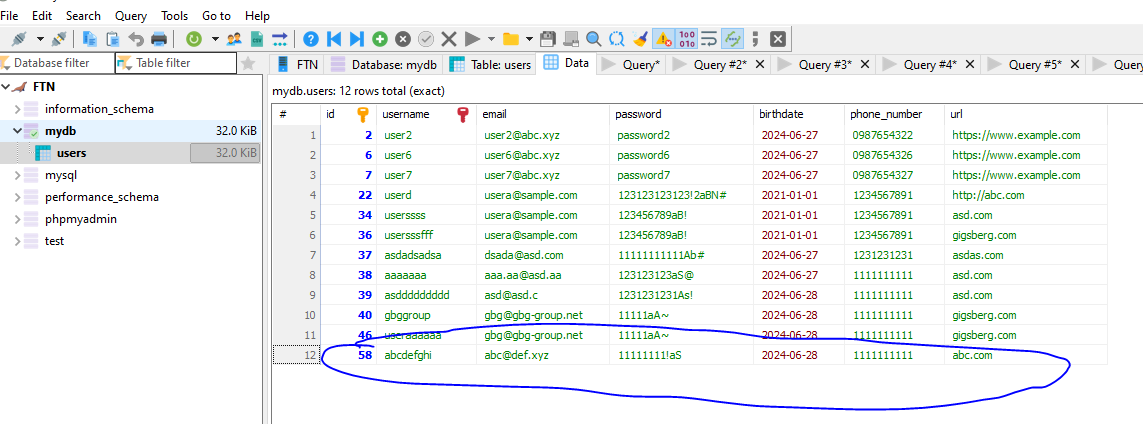 File Edit Search Query Tools Go to Help
Database filter Table filter FTN Database: mydb Table: users Data Query* Query #2* Query #3* Query #4* Query #5* Query
FTN
information_schema
mydb 32.0 KiB
users 32.0 KiB
mysql
performance_schema
phpmyadmin
test
mydb.users: 12 rows total (exact)
# id username email password birthdate phone_number url
1 2 user2 user2@abc.xyz password2 2024-06-27 0987654322 https://www.example.com
2 6 user6 user6@abc.xyz password6 2024-06-27 0987654326 https://www.example.com
3 7 user7 user7@abc.xyz password7 2024-06-27 0987654327 https://www.example.com
4 22 userd usera@sample.com 123123123123!2aBN# 2021-01-01 1234567891 http://abc.com
5 34 userssss usera@sample.com 123456789aB! 2021-01-01 1234567891 asd.com
6 36 usersssfff usera@sample.com 123456789aB! 2021-01-01 1234567891 gigsberg.com
7 37 asdadsadsa dsada@asd.com 11111111111Ab# 2024-06-27 1231231231 asdas.com
8 38 aaaaaaa aaa.aa@asd.aa 123123123aS@ 2024-06-27 1111111111 asd.com
9 39 asddddddddd asd@asd.c 1231231231As! 2024-06-28 1111111111 asd.com
10 40 gbggroup gbg@gbg-group.net 11111aA~ 2024-06-28 1111111111 gigsberg.com
11 46 useraaaaaa gbg@gbg-group.net 11111aA~ 2024-06-28 1111111111 gigsberg.com
12 58 abcdefghi abc@def.xyz 11111111!aS 2024-06-28 1111111111 abc.com